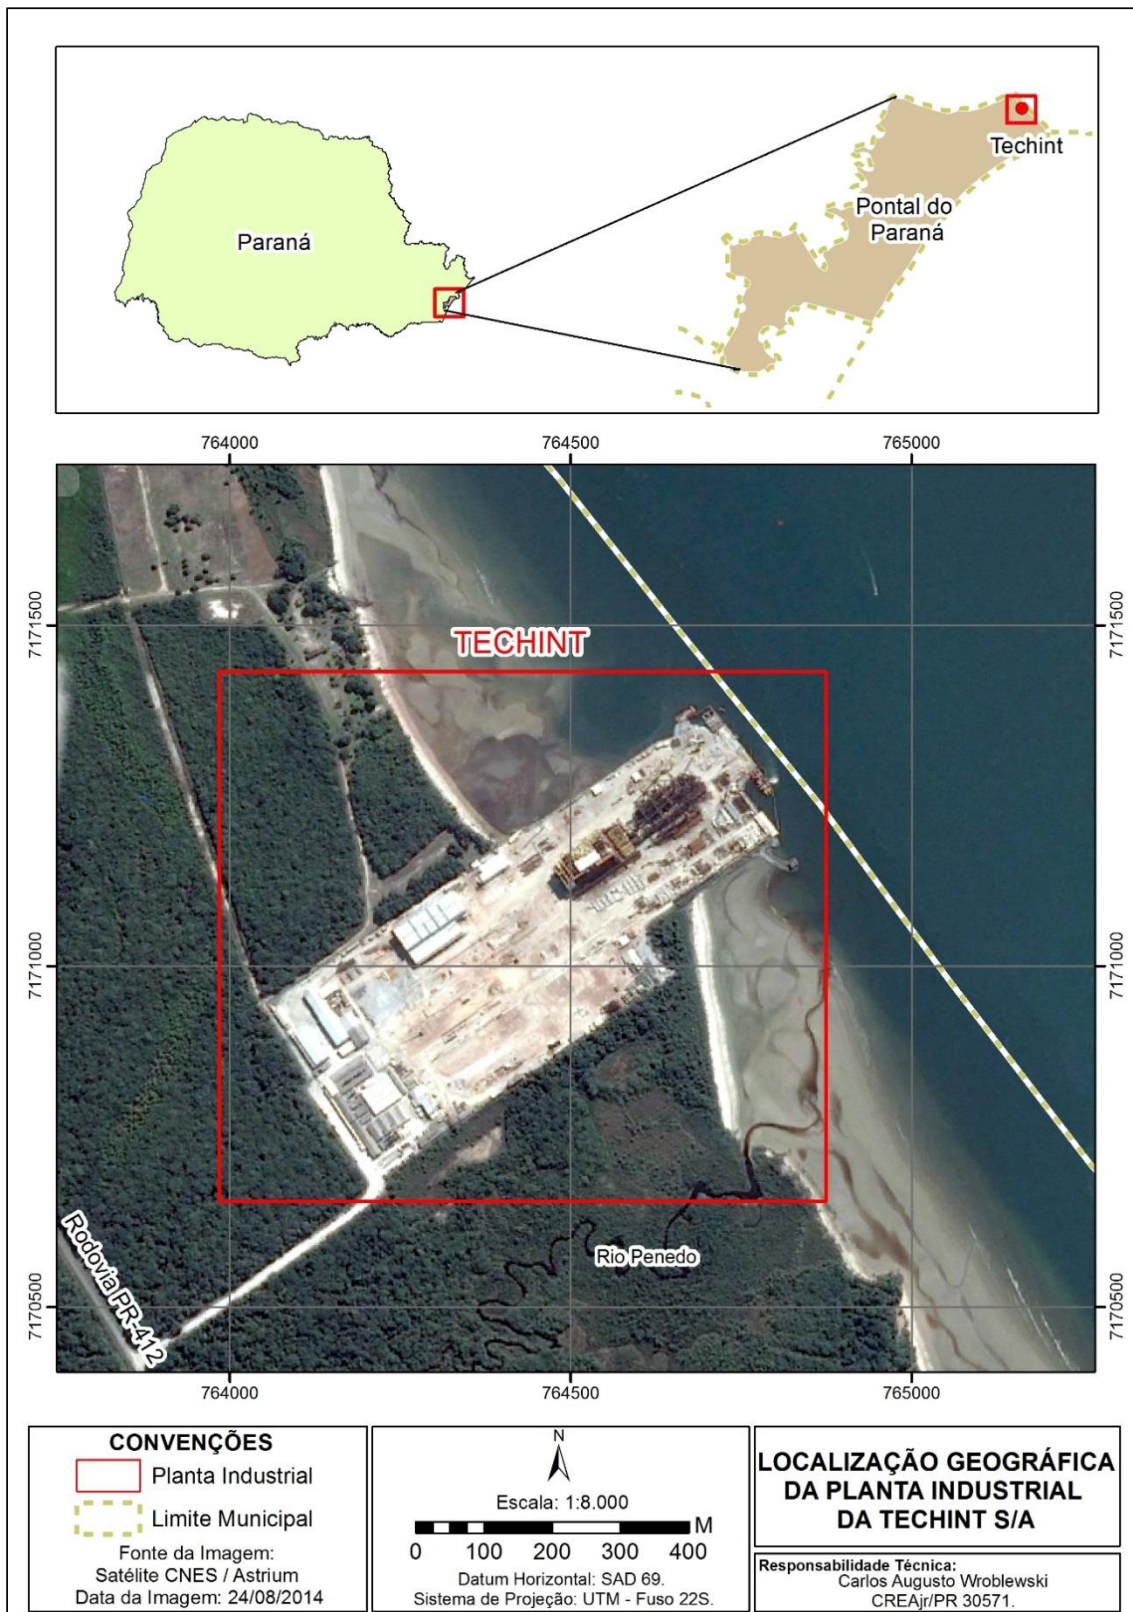 Paraná
Techint
Pontal do
Paraná
764000
764500
765000
7171500
TECHINT
7171500
7171000
7171000
Rio Penedo
Rodovia PR-412
7170500
7170500
764000
764500
765000
CONVENÇÕES
Planta Industrial
Limite Municipal
Fonte da Imagem:
Satélite CNES / Astrium
Data da Imagem: 24/08/2014
N
Escala: 1:8.000
M
0 100 200 300 400
Datum Horizontal: SAD 69.
Sistema de Projeção: UTM - Fuso 22S.
LOCALIZAÇÃO GEOGRÁFICA
DA PLANTA INDUSTRIAL
DA TECHINT S/A
Responsabilidade Técnica:
Carlos Augusto Wroblewski
CREAjr/PR 30571.